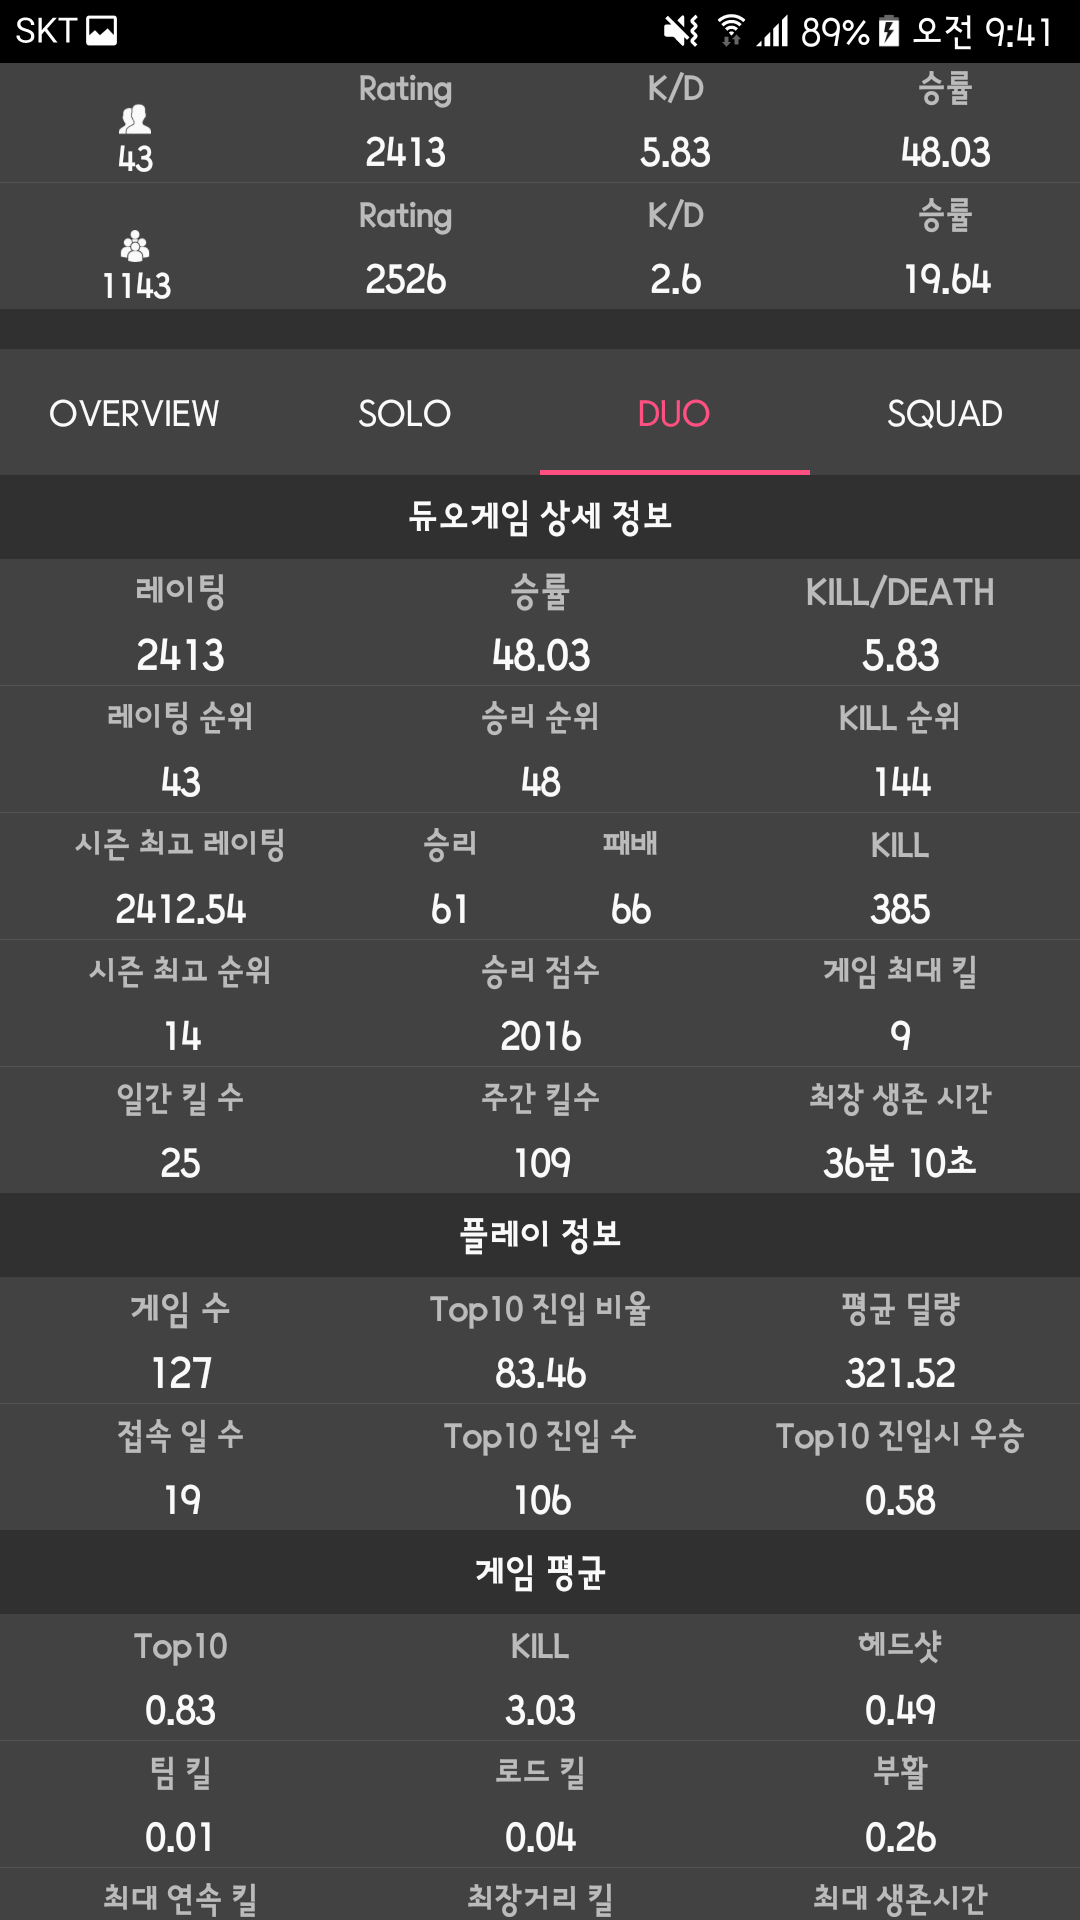 SKT 89% 오전 9:41
Rating K/D 승률
43 2413 5.83 48.03
Rating K/D 승률
1143 2526 2.6 19.64
OVERVIEW SOLO DUO SQUAD
듀오게임 상세 정보
레이팅 승률 KILL/DEATH
2413 48.03 5.83
레이팅 순위 승리 순위 KILL 순위
43 48 144
시즌 최고 레이팅 승리 패배 KILL
2412.54 61 66 385
시즌 최고 순위 승리 점수 게임 최대 킬
14 2016 9
일간 킬 수 주간 킬수 최장 생존 시간
25 109 36분 10초
플레이 정보
게임 수 Top10 진입 비율 평균 딜량
127 83.46 321.52
접속 일 수 Top10 진입 수 Top10 진입시 우승
19 106 0.58
게임 평균
Top10 KILL 헤드샷
0.83 3.03 0.49
팀 킬 로드 킬 부활
0.01 0.04 0.26
최대 연속 킬 최장거리 킬 최대 생존시간